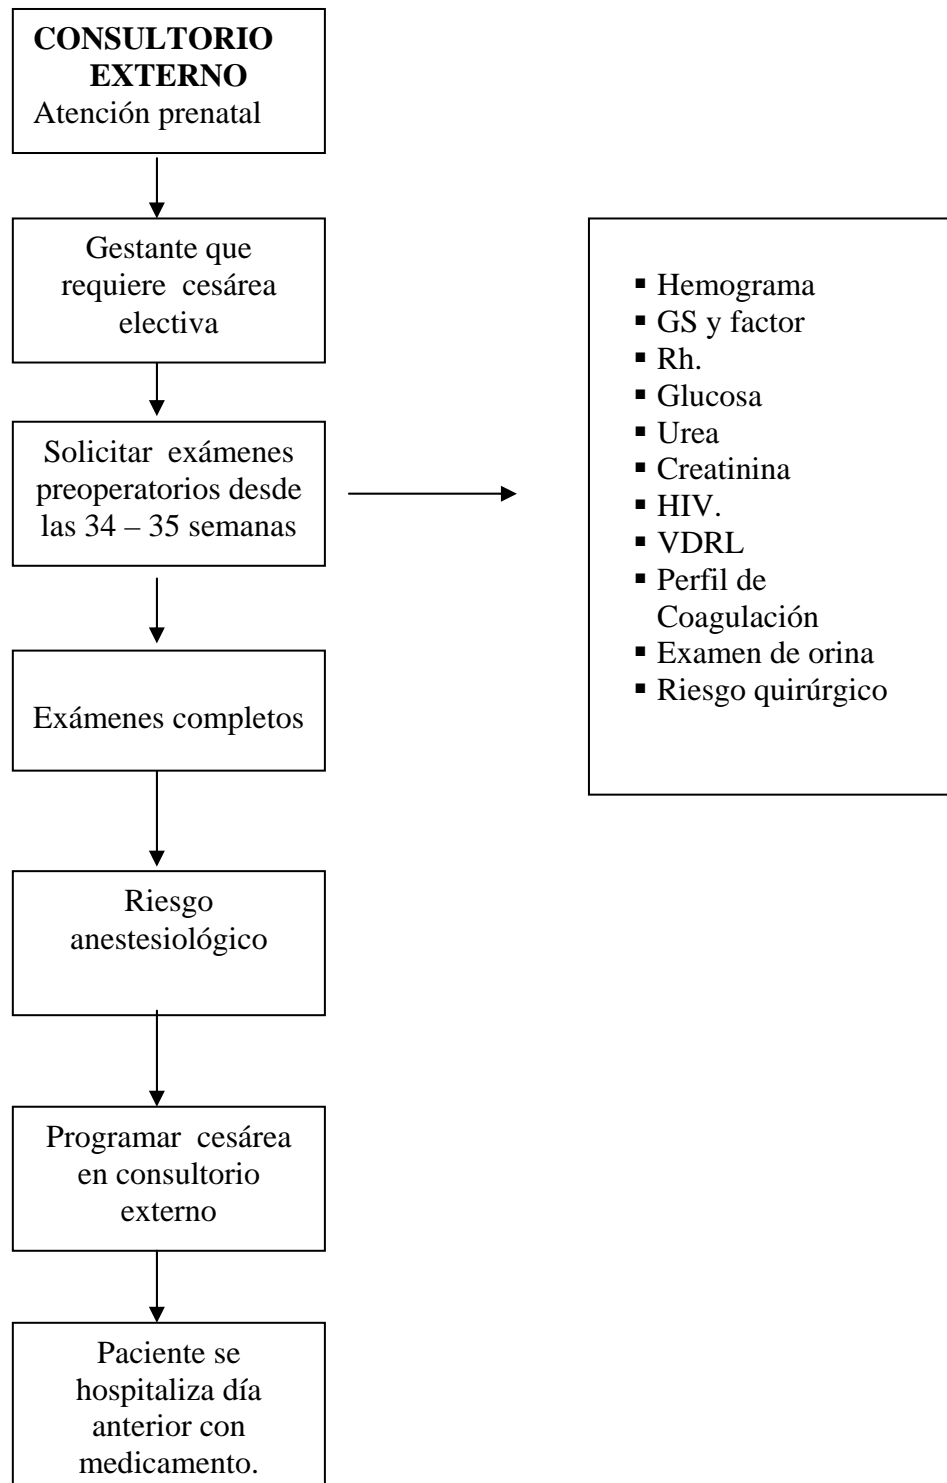 CONSULTORIO
EXTERNO
Atención prenatal
Gestante que
requiere cesárea
electiva
Solicitar exámenes
preoperatorios desde
las 34 – 35 semanas
▪ Hemograma
▪ GS y factor
▪ Rh.
▪ Glucosa
▪ Urea
▪ Creatinina
▪ HIV.
▪ VDRL
▪ Perfil de
Coagulación
▪ Examen de orina
▪ Riesgo quirúrgico
Exámenes completos
Riesgo
anestesiológico
Programar cesárea
en consultorio
externo
Paciente se
hospitaliza día
anterior con
medicamento.